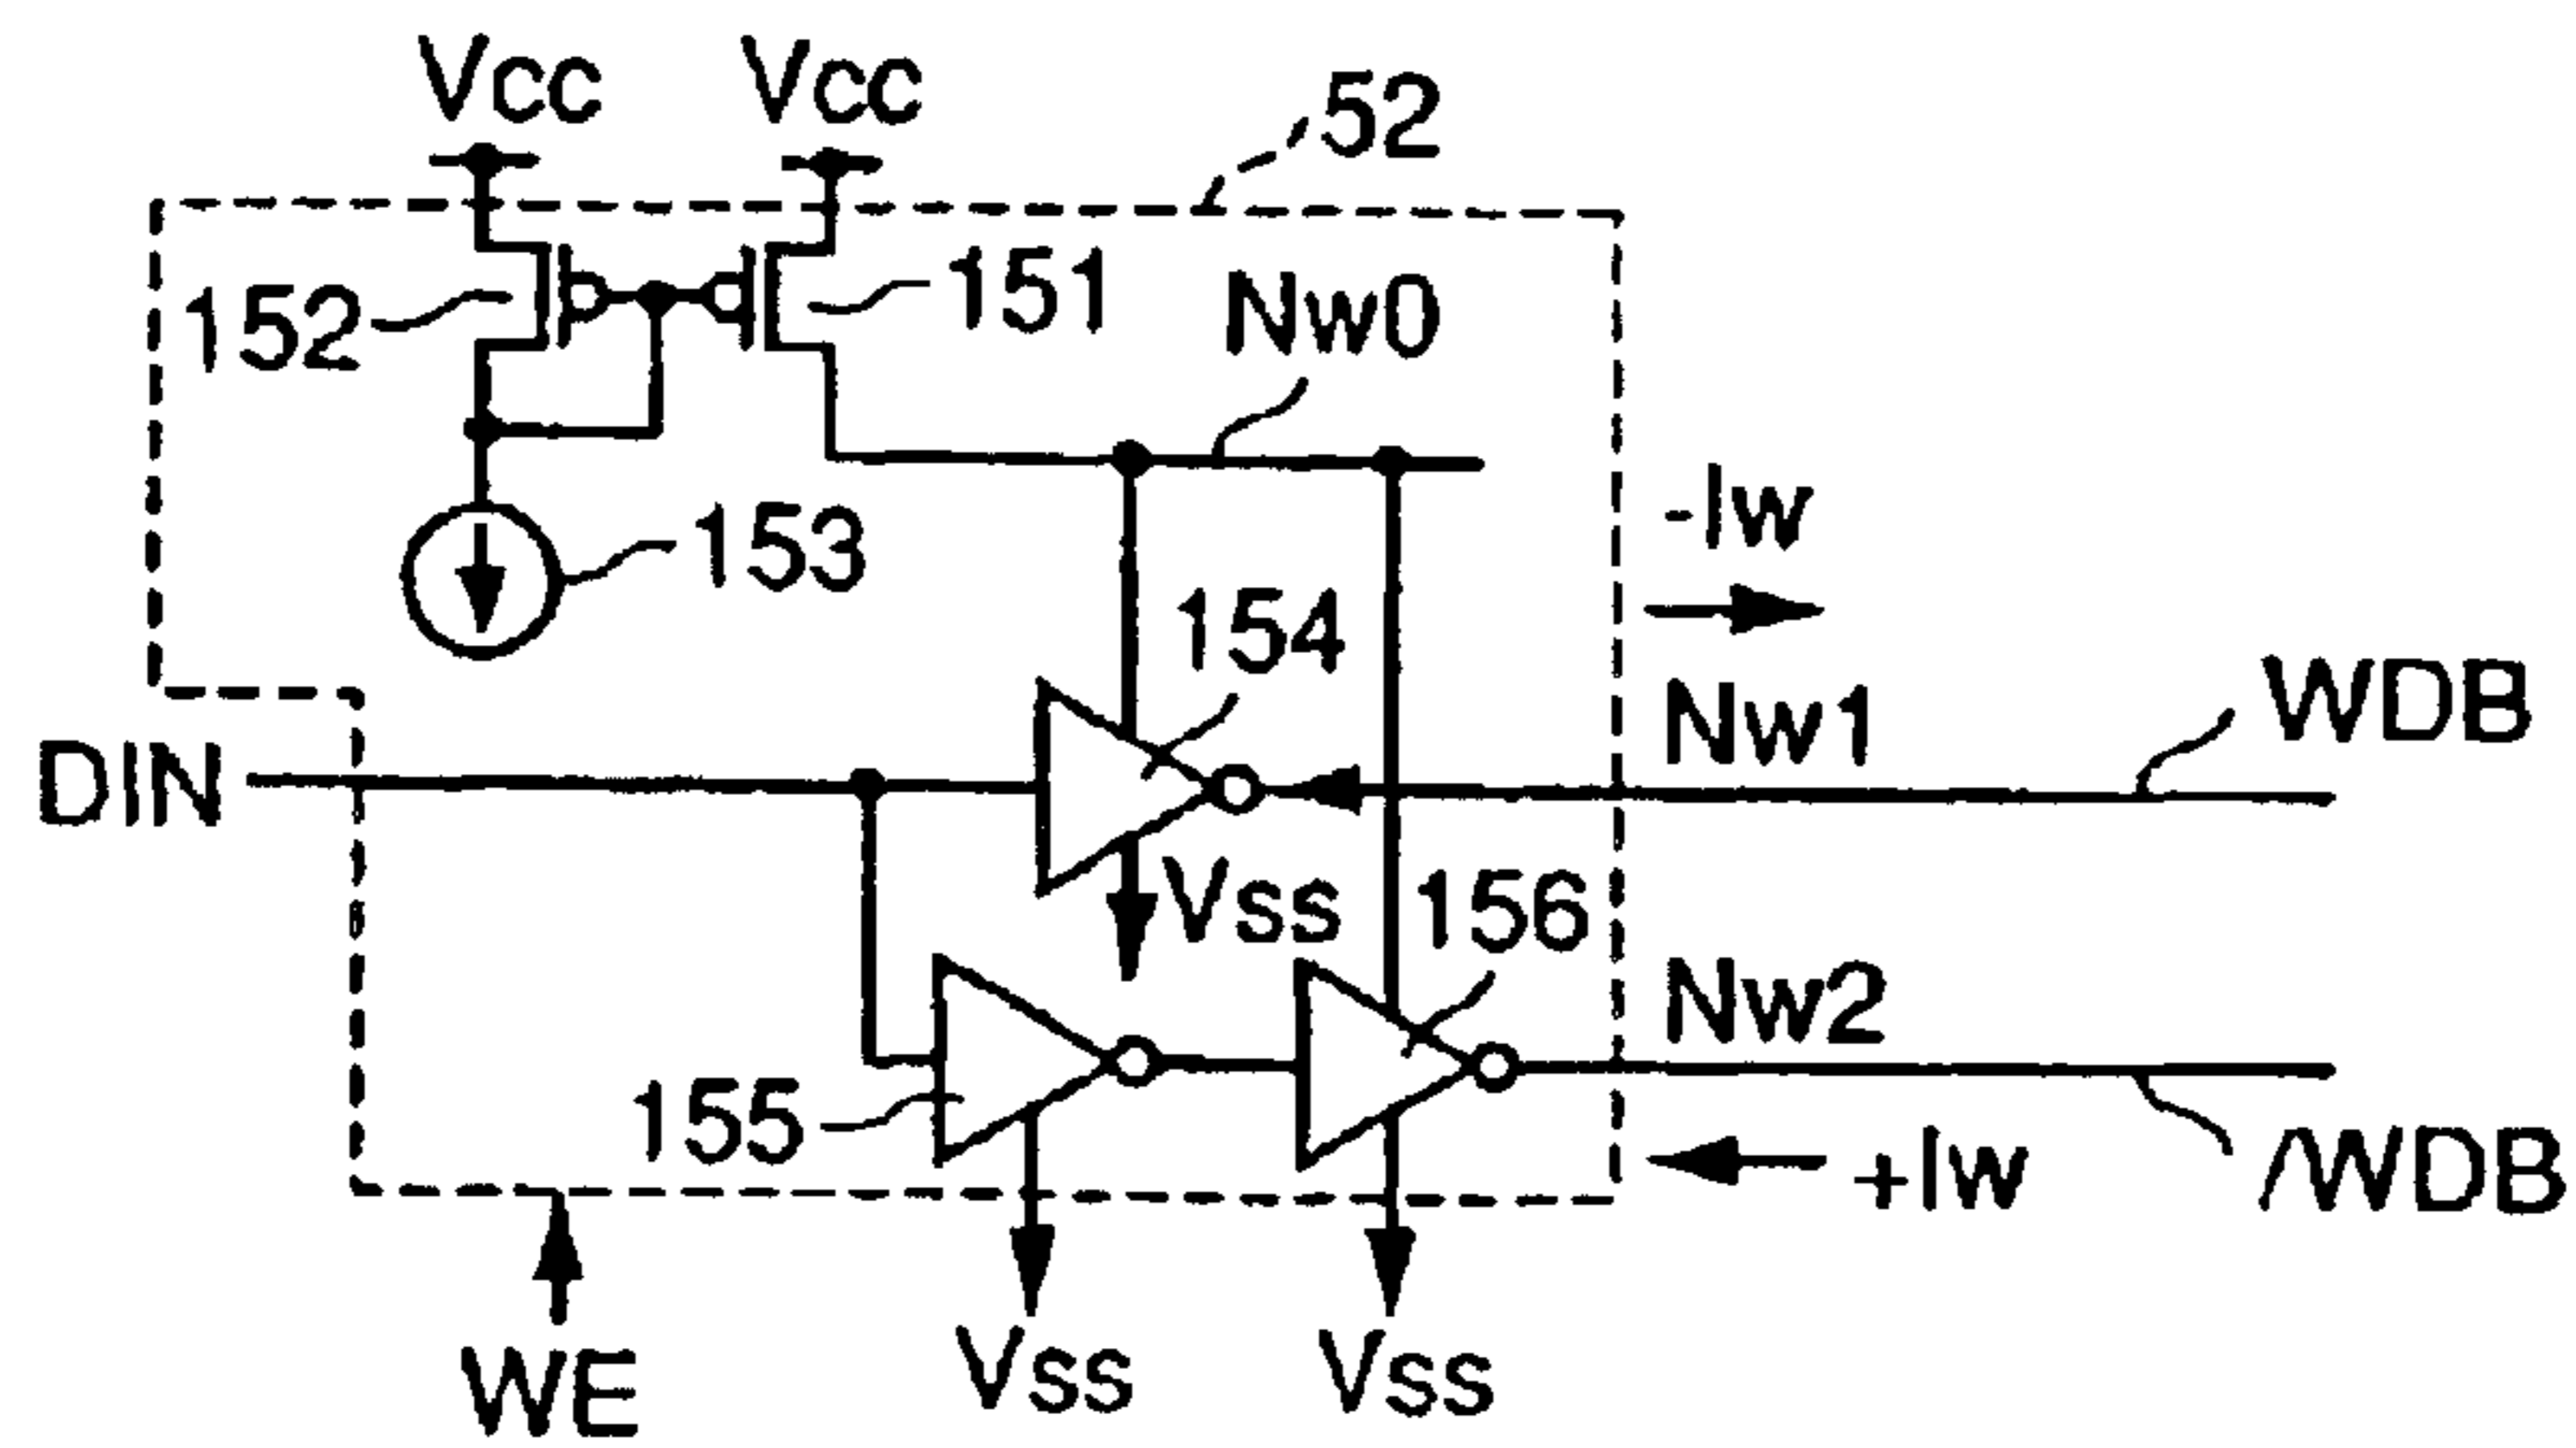 Vcc
Vcc
52
152
151
Nw0
153
-Iw
154
Nw1
WDB
DIN
Vss
156
Nw2
155
+Iw
/WDB
WE
Vss
Vss